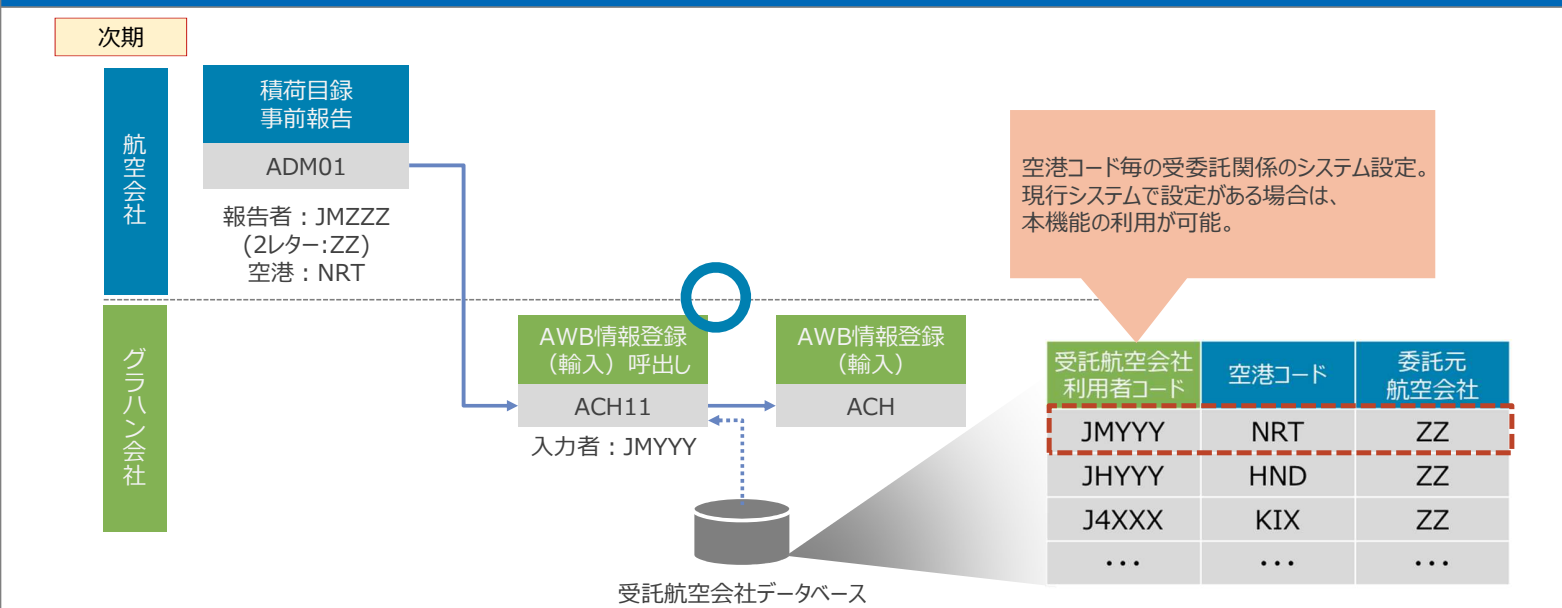 次期
航空会社
積荷目録
事前報告
ADM01
報告者：JMZZZ
(2レター:ZZ)
空港：NRT
空港コード毎の受委託関係のシステム設定。
現行システムで設定がある場合は、
本機能の利用が可能。
グラハン会社
AWB情報登録
（輸入）呼出し
ACH11
入力者：JMYYY
AWB情報登録
（輸入）
ACH
受託航空会社データベース
受託航空会社
利用者コード
空港コード
委託元
航空会社
JMYYY NRT ZZ
JHYYY HND ZZ
J4XXX KIX ZZ
・・・ ・・・ ・・・